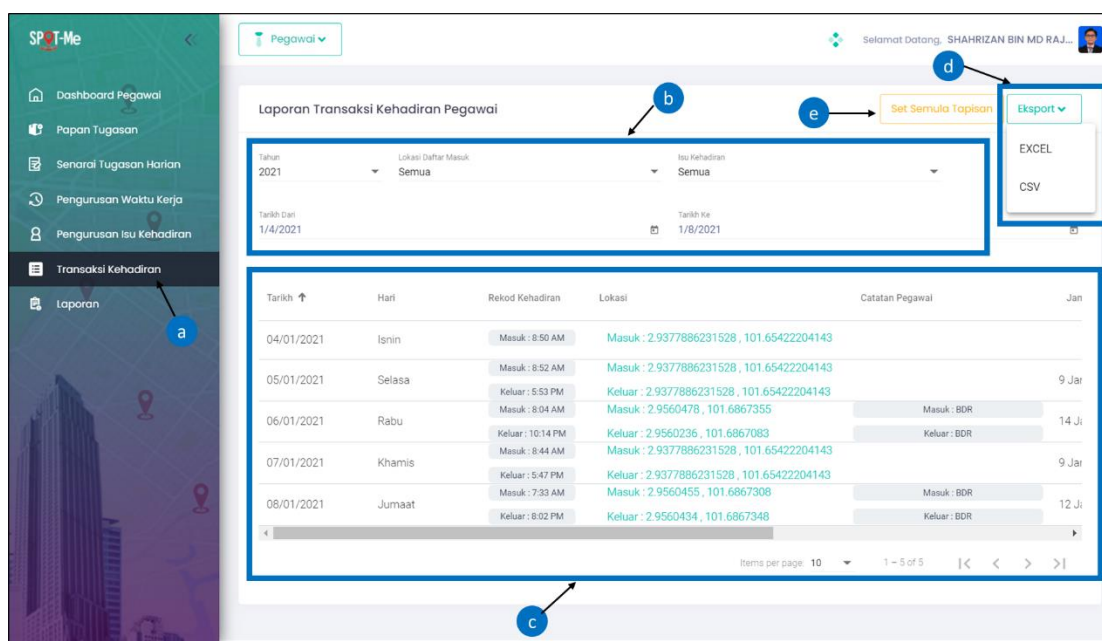 SPOT-Me
Pegawai
Selamat Datang, SHAHRIZAN BIN MD RAJ...
Dashboard Pegawai
Papan Tugasan
Senarai Tugasan Harian
Pengurusan Waktu Kerja
Pengurusan Isu Kehadiran
Transaksi Kehadiran
Laporan
a
b
d
e
Laporan Transaksi Kehadiran Pegawai
Set Semula Tapisan
Eksport
EXCEL
CSV
Tahun Lokasi Daftar Masuk Isu Kehadiran
2021 Semua Semua
Tarikh Dari Tarikh Ke
1/4/2021 1/8/2021
Tarikh Hari Rekod Kehadiran Lokasi Catatan Pegawai Jan
04/01/2021 Isnin Masuk : 8:50 AM Masuk : 2.9377886231528 , 101.65422204143
Masuk : 8:52 AM Masuk : 2.9377886231528 , 101.65422204143
05/01/2021 Selasa 9 Jar
Keluar : 5:53 PM Keluar : 2.9377886231528 , 101.65422204143
Masuk : 8:04 AM Masuk : 2.9560478 , 101.6867355 Masuk : BDR
06/01/2021 Rabu 14 Ja
Keluar : 10:14 PM Keluar : 2.9560236 , 101.6867083 Keluar : BDR
Masuk : 8:44 AM Masuk : 2.9377886231528 , 101.65422204143
07/01/2021 Khamis 9 Jar
Keluar : 5:47 PM Keluar : 2.9377886231528 , 101.65422204143
Masuk : 7:33 AM Masuk : 2.9560455 , 101.6867308 Masuk : BDR
08/01/2021 Jumaat 12 Ja
Keluar : 8:02 PM Keluar : 2.9560434 , 101.6867348 Keluar : BDR
Items per page: 10 1 – 5 of 5
c